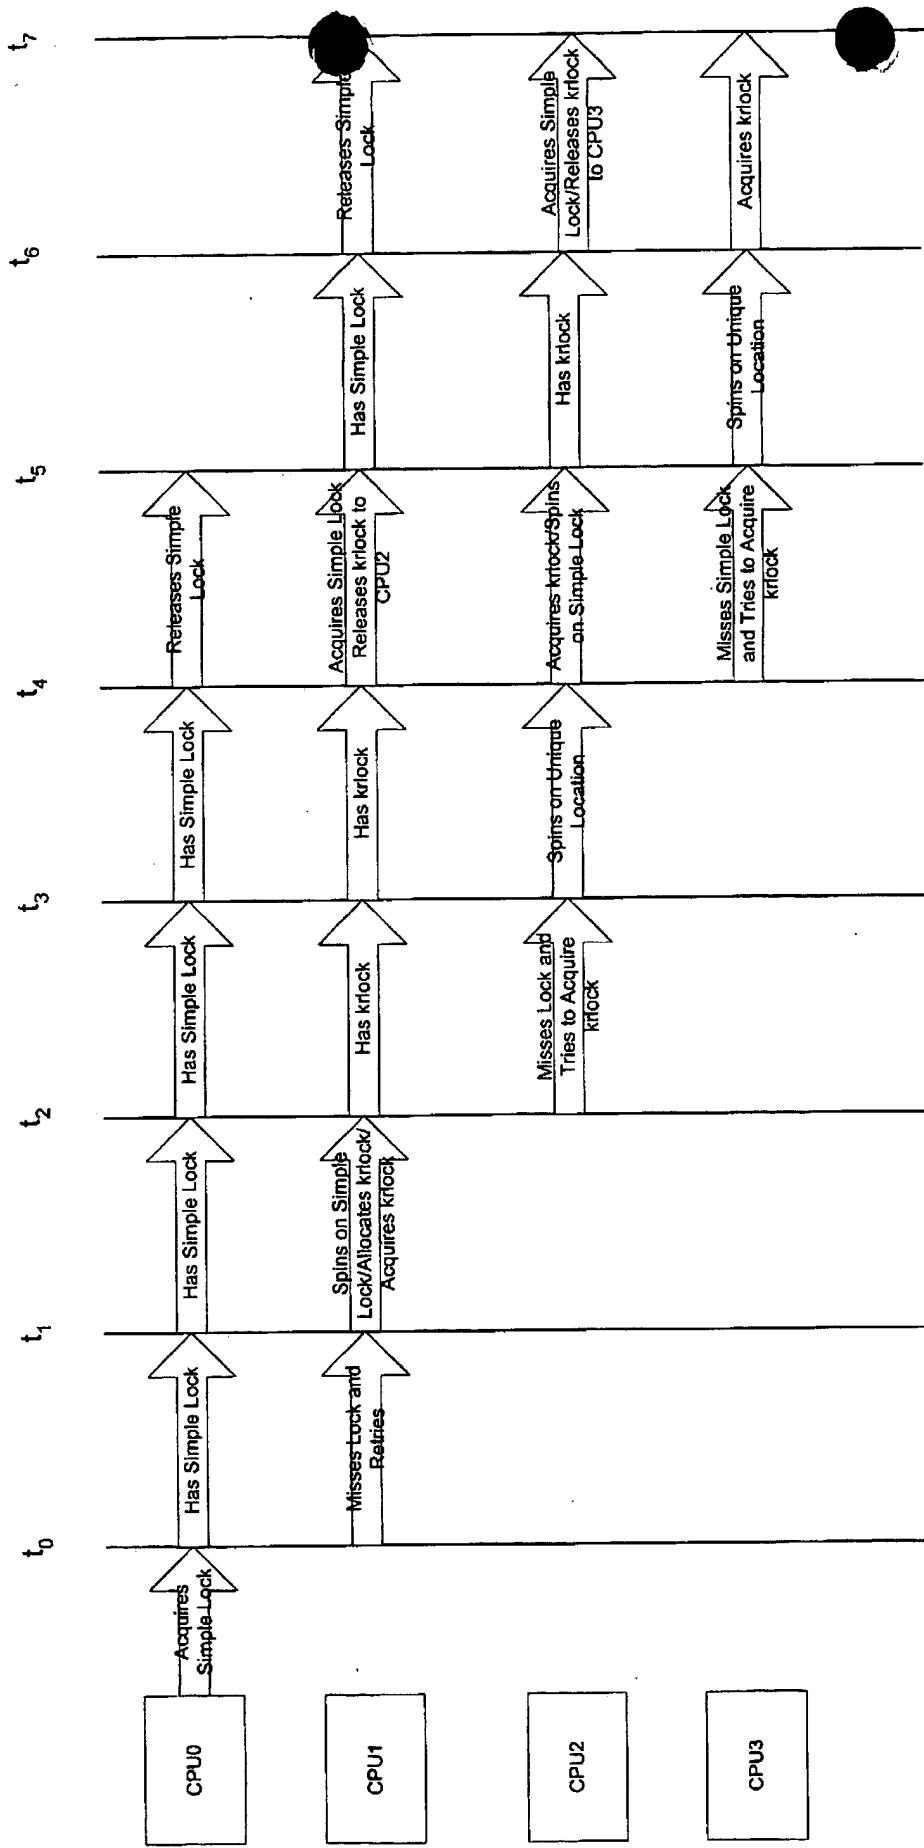 t0
t1
t2
t3
t4
t5
t6
t7
CPU0
Acquires
Simple Lock
Has Simple Lock
Has Simple Lock
Has Simple Lock
Has Simple Lock
Releases Simple
Lock
CPU1
Misses Lock and
Retries
Spins on Simple
Lock/Allocates krlock/
Acquires krlock
Has krlock
Has krlock
Acquires Simple Lock
Releases krlock to
CPU2
Has Simple Lock
Releases Simple
Lock
CPU2
Misses Lock and
Tries to Acquire
krlock
Spins on Unique
Location
Acquires krlock/Spins
on Simple Lock
Has krlock
Acquires Simple
Lock/Releases krlock
to CPU3
CPU3
Misses Simple Lock
and Tries to Acquire
krlock
Spins on Unique
Location
Acquires krlock